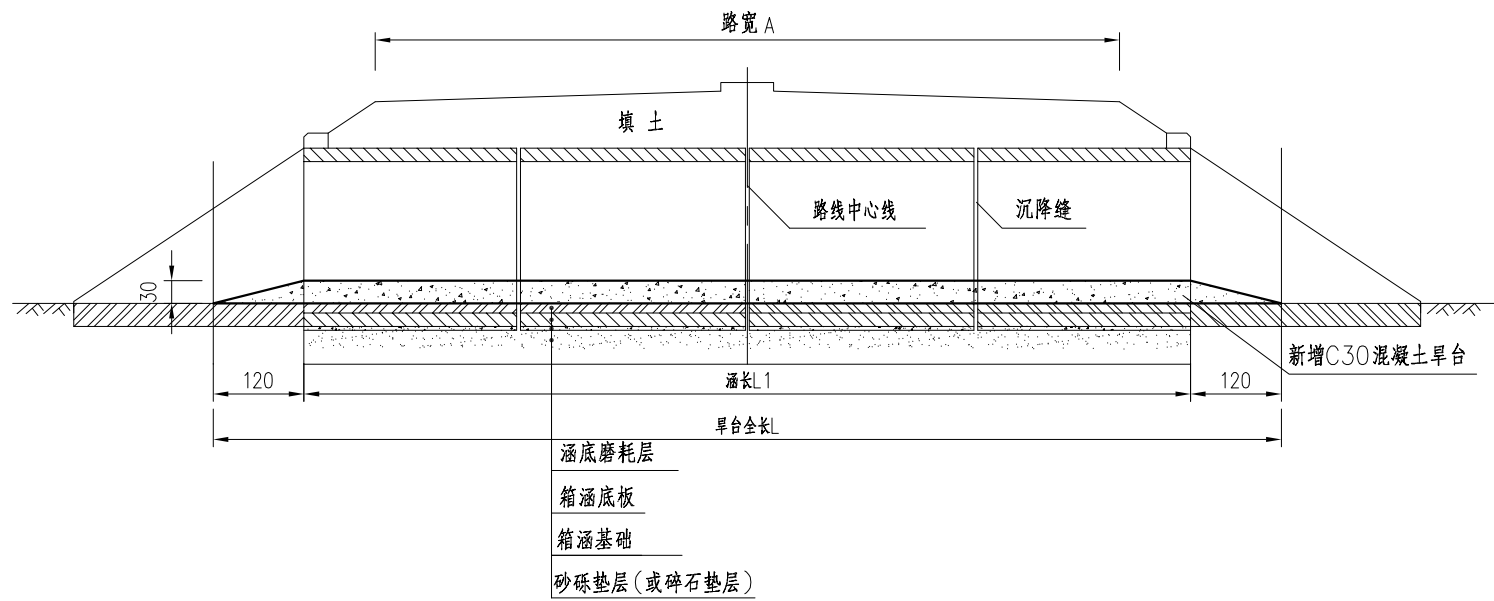 路宽A
填 土
路线中心线
沉降缝
30
新增C30混凝土旱台
120
涵长L1
120
旱台全长L
涵底磨耗层
箱涵底板
箱涵基础
砂砾垫层(或碎石垫层)